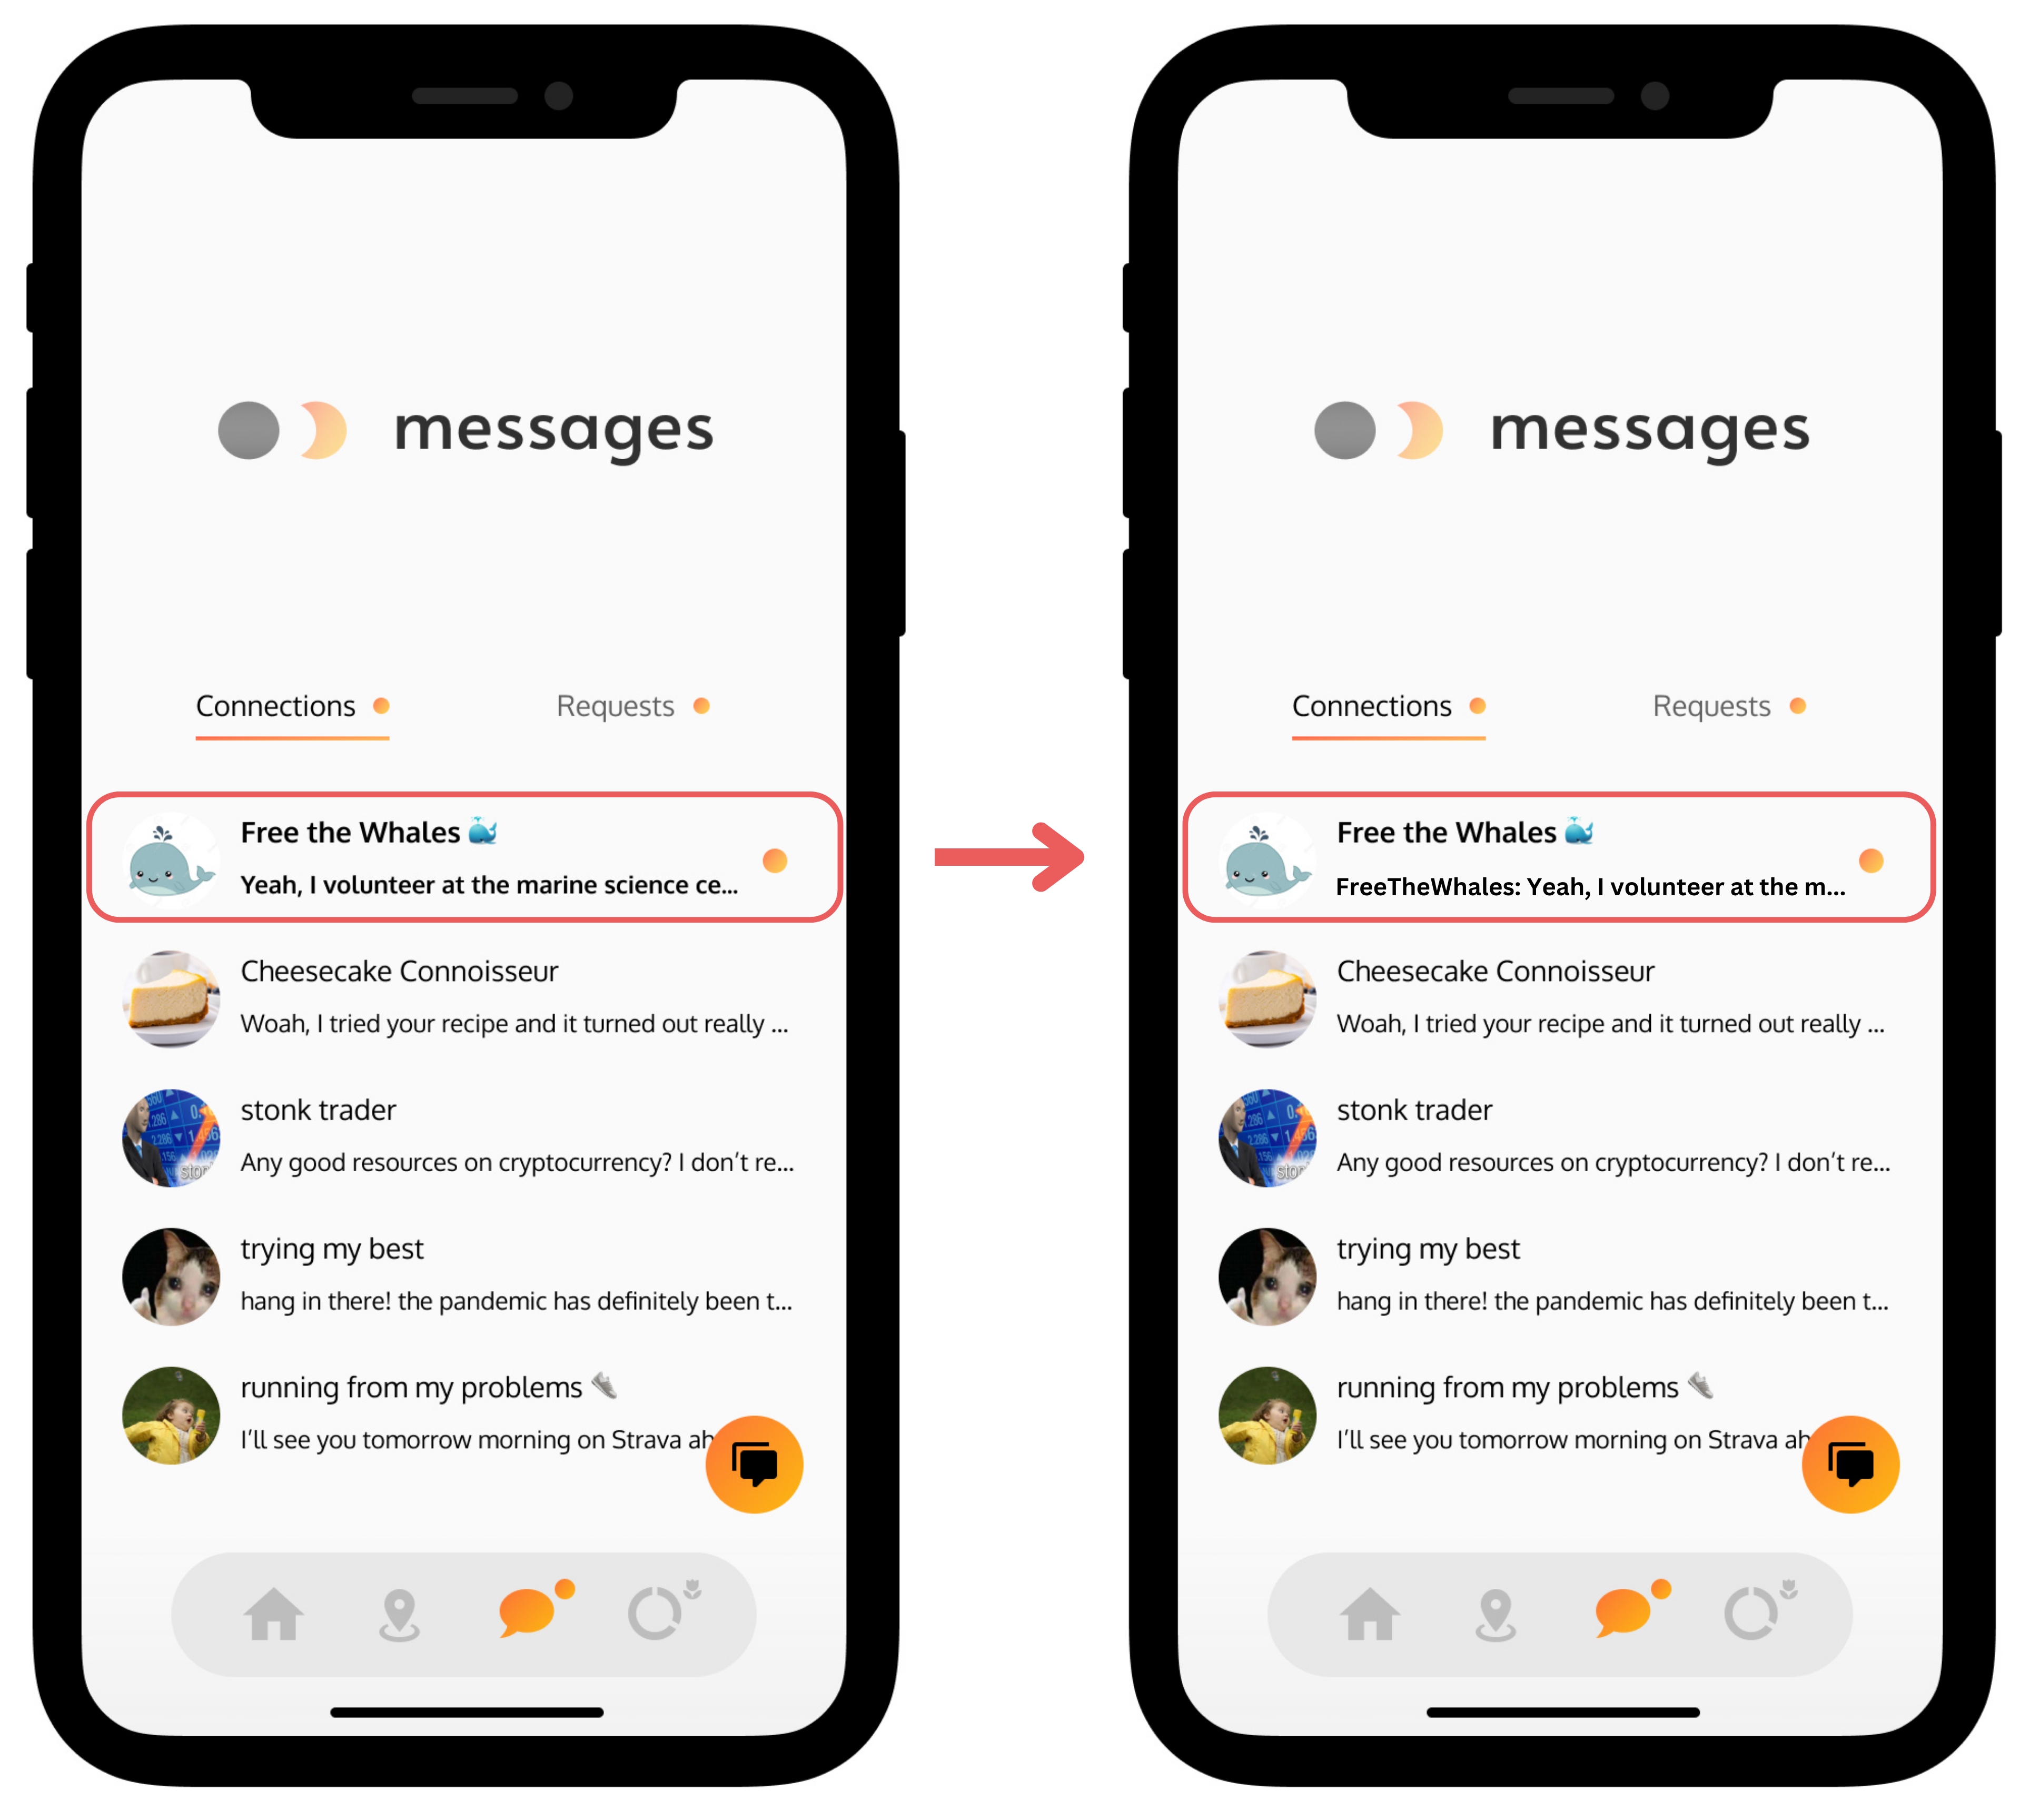 messages
Connections
Requests
Free the Whales 🐳
Yeah, I volunteer at the marine science ce...
Cheesecake Connoisseur
Woah, I tried your recipe and it turned out really ...
stonk trader
Any good resources on cryptocurrency? I don't re...
trying my best
hang in there! the pandemic has definitely been t...
running from my problems 👟
I'll see you tomorrow morning on Strava ah
messages
Connections
Requests
Free the Whales 🐳
FreeTheWhales: Yeah, I volunteer at the m...
Cheesecake Connoisseur
Woah, I tried your recipe and it turned out really ...
stonk trader
Any good resources on cryptocurrency? I don't re...
trying my best
hang in there! the pandemic has definitely been t...
running from my problems 👟
I'll see you tomorrow morning on Strava ah